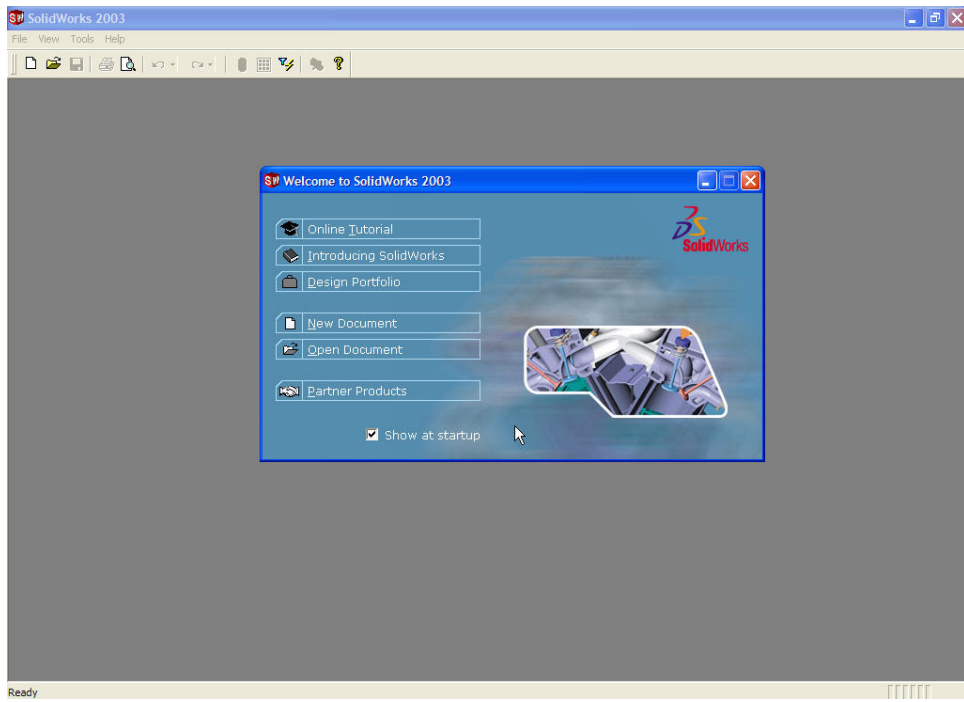 SolidWorks 2003
File View Tools Help
Welcome to SolidWorks 2003
Online Tutorial
Introducing SolidWorks
Design Portfolio
New Document
Open Document
Partner Products
Show at startup
SolidWorks
Ready